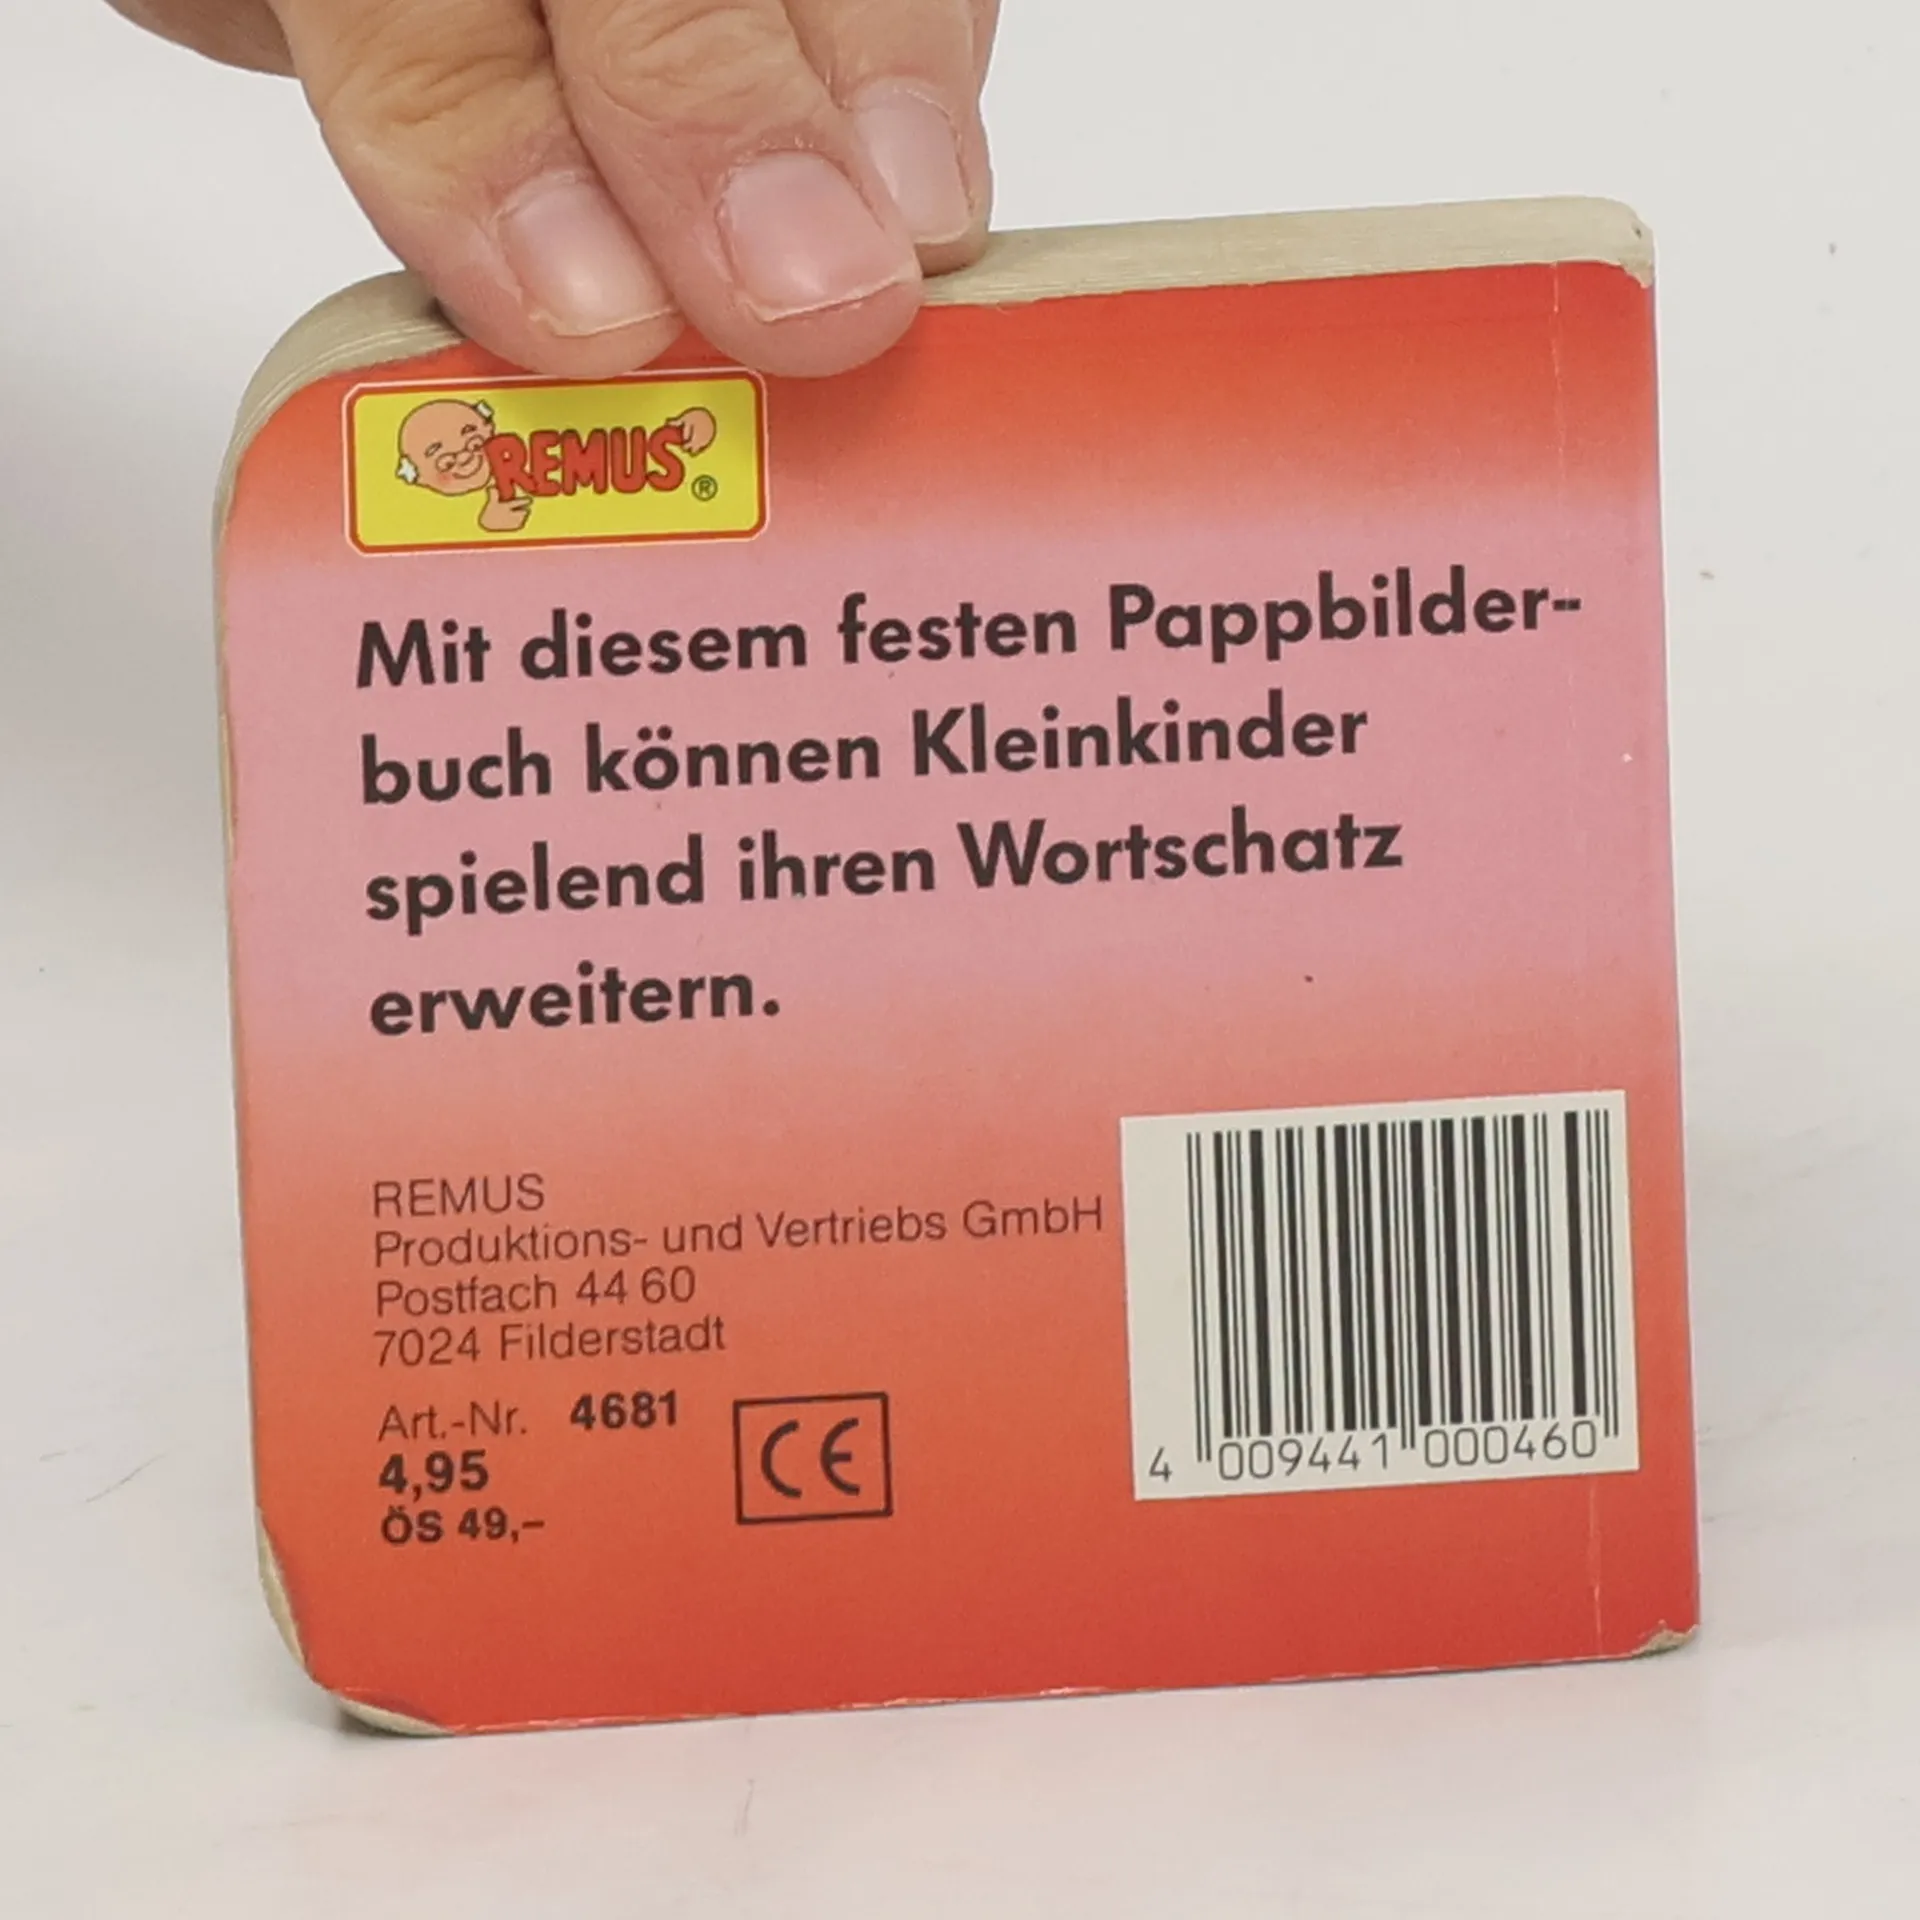 REMUS®
Mit diesem festen Pappbilder-
buch können Kleinkinder
spielend ihren Wortschatz
erweitern.
REMUS
Produktions- und Vertriebs GmbH
Postfach 44 60
7024 Filderstadt
Art.-Nr. 4681
4,95
ÖS 49,–
CE
4 009441 000460